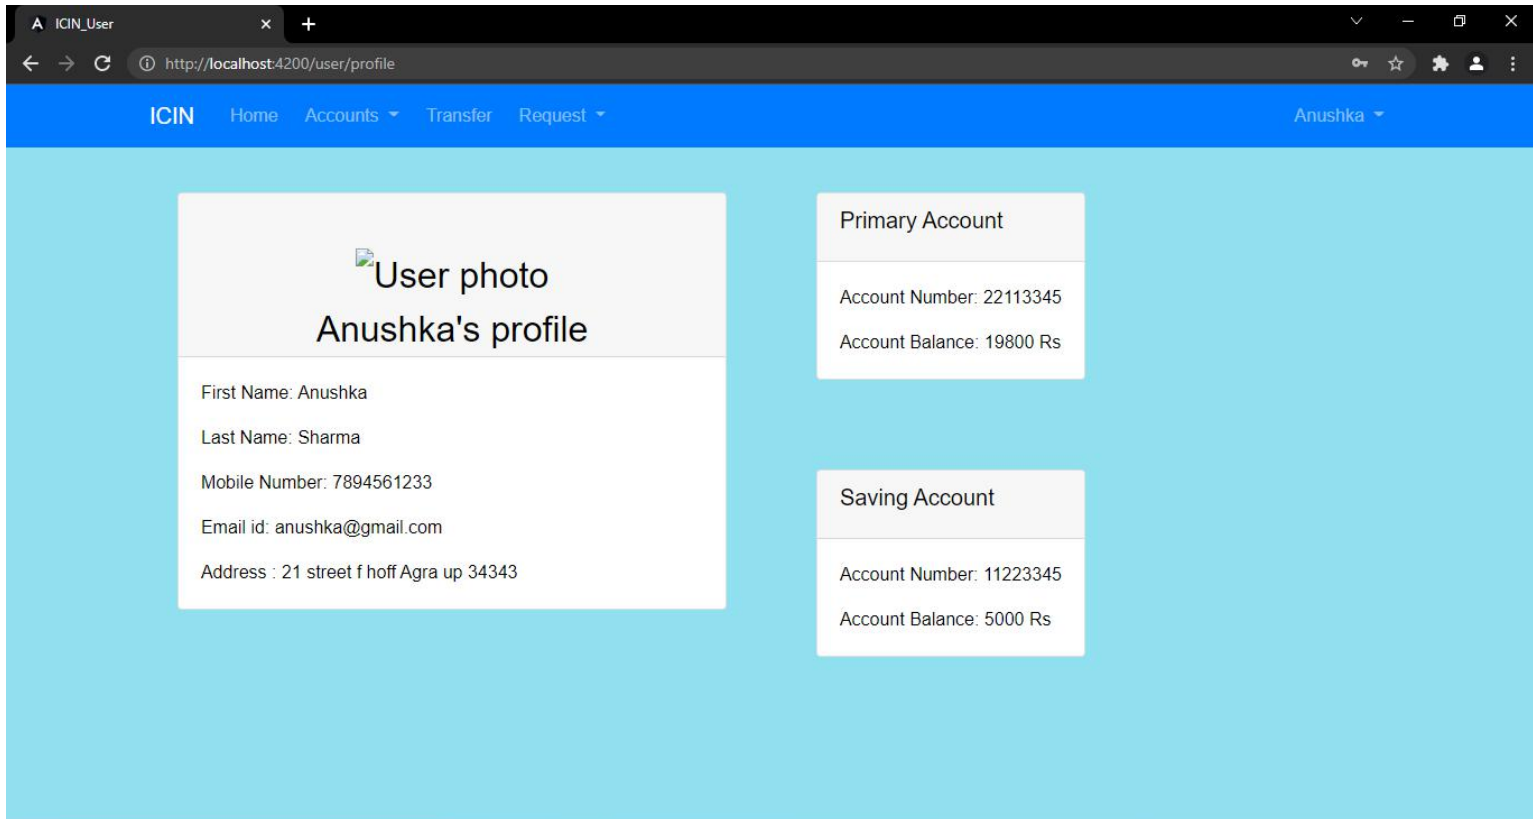 ICIN_User
http://localhost:4200/user/profile
ICIN Home Accounts Transfer Request Anushka
User photo
Anushka's profile
First Name: Anushka
Last Name: Sharma
Mobile Number: 7894561233
Email id: anushka@gmail.com
Address : 21 street f hoff Agra up 34343
Primary Account
Account Number: 22113345
Account Balance: 19800 Rs
Saving Account
Account Number: 11223345
Account Balance: 5000 Rs